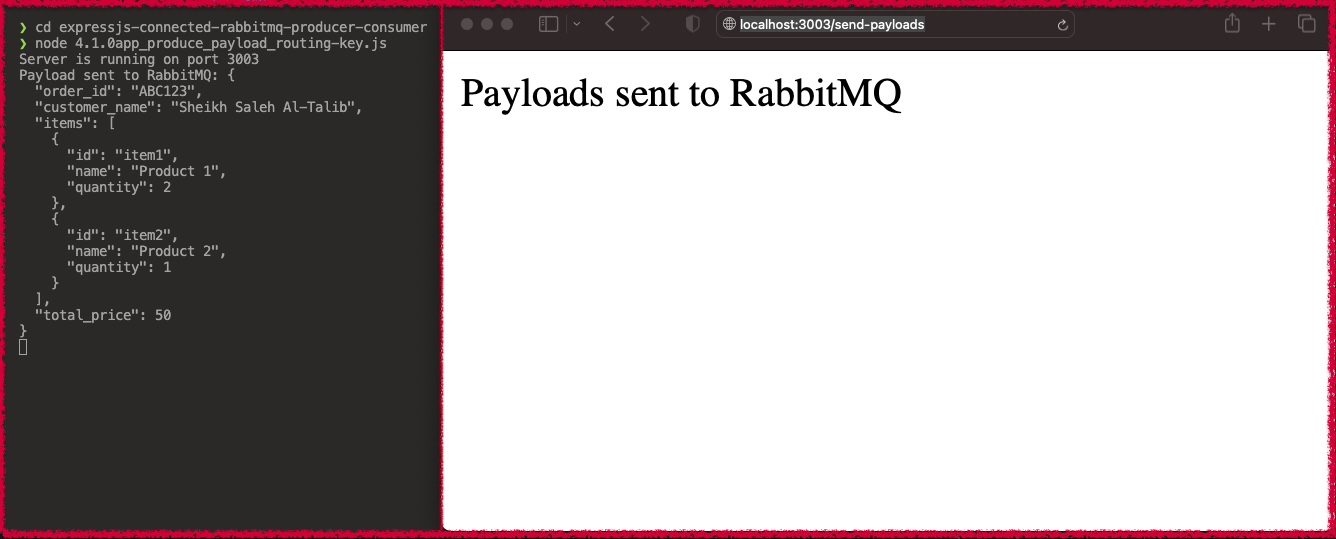 ❯ cd expressjs-connected-rabbitmq-producer-consumer
❯ node 4.1.0app_produce_payload_routing-key.js
Server is running on port 3003
Payload sent to RabbitMQ: {
  "order_id": "ABC123",
  "customer_name": "Sheikh Saleh Al-Talib",
  "items": [
    {
      "id": "item1",
      "name": "Product 1",
      "quantity": 2
    },
    {
      "id": "item2",
      "name": "Product 2",
      "quantity": 1
    }
  ],
  "total_price": 50
}
localhost:3003/send-payloads
Payloads sent to RabbitMQ